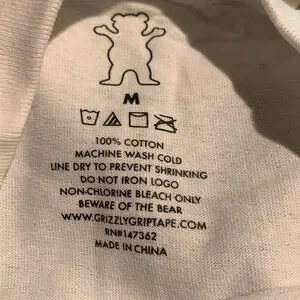 M
100% COTTON
MACHINE WASH COLD
LINE DRY TO PREVENT SHRINKING
DO NOT IRON LOGO
NON-CHLORINE BLEACH ONLY
BEWARE OF THE BEAR
WWW.GRIZZLYGRIPTAPE.COM
RN#147362
MADE IN CHINA